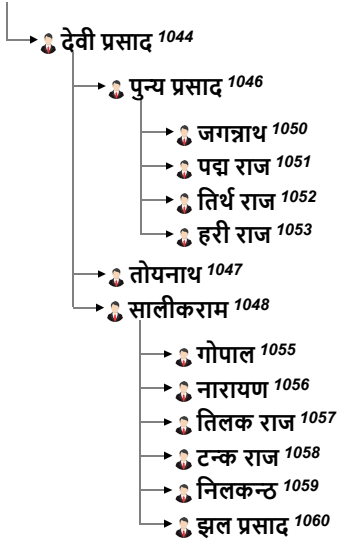 देवी प्रसाद 1044
पुन्य प्रसाद 1046
जगन्नाथ 1050
पद्म राज 1051
तिर्थ राज 1052
हरी राज 1053
तोयनाथ 1047
सालीकराम 1048
गोपाल 1055
नारायण 1056
तिलक राज 1057
टन्क राज 1058
निलकन्ठ 1059
झल प्रसाद 1060